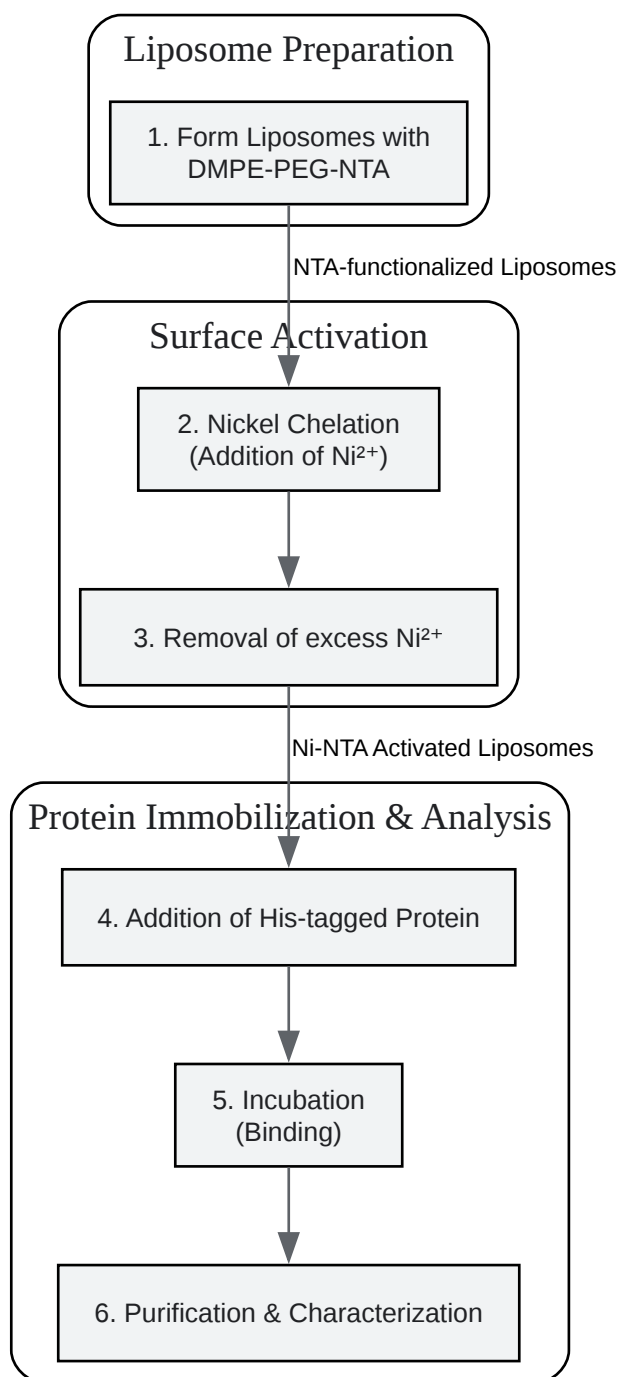 Liposome Preparation
1. Form Liposomes with
DMPE-PEG-NTA
NTA-functionalized Liposomes
Surface Activation
2. Nickel Chelation
(Addition of Ni²⁺)
3. Removal of excess Ni²⁺
Ni-NTA Activated Liposomes
Protein Immobilization & Analysis
4. Addition of His-tagged Protein
5. Incubation
(Binding)
6. Purification & Characterization